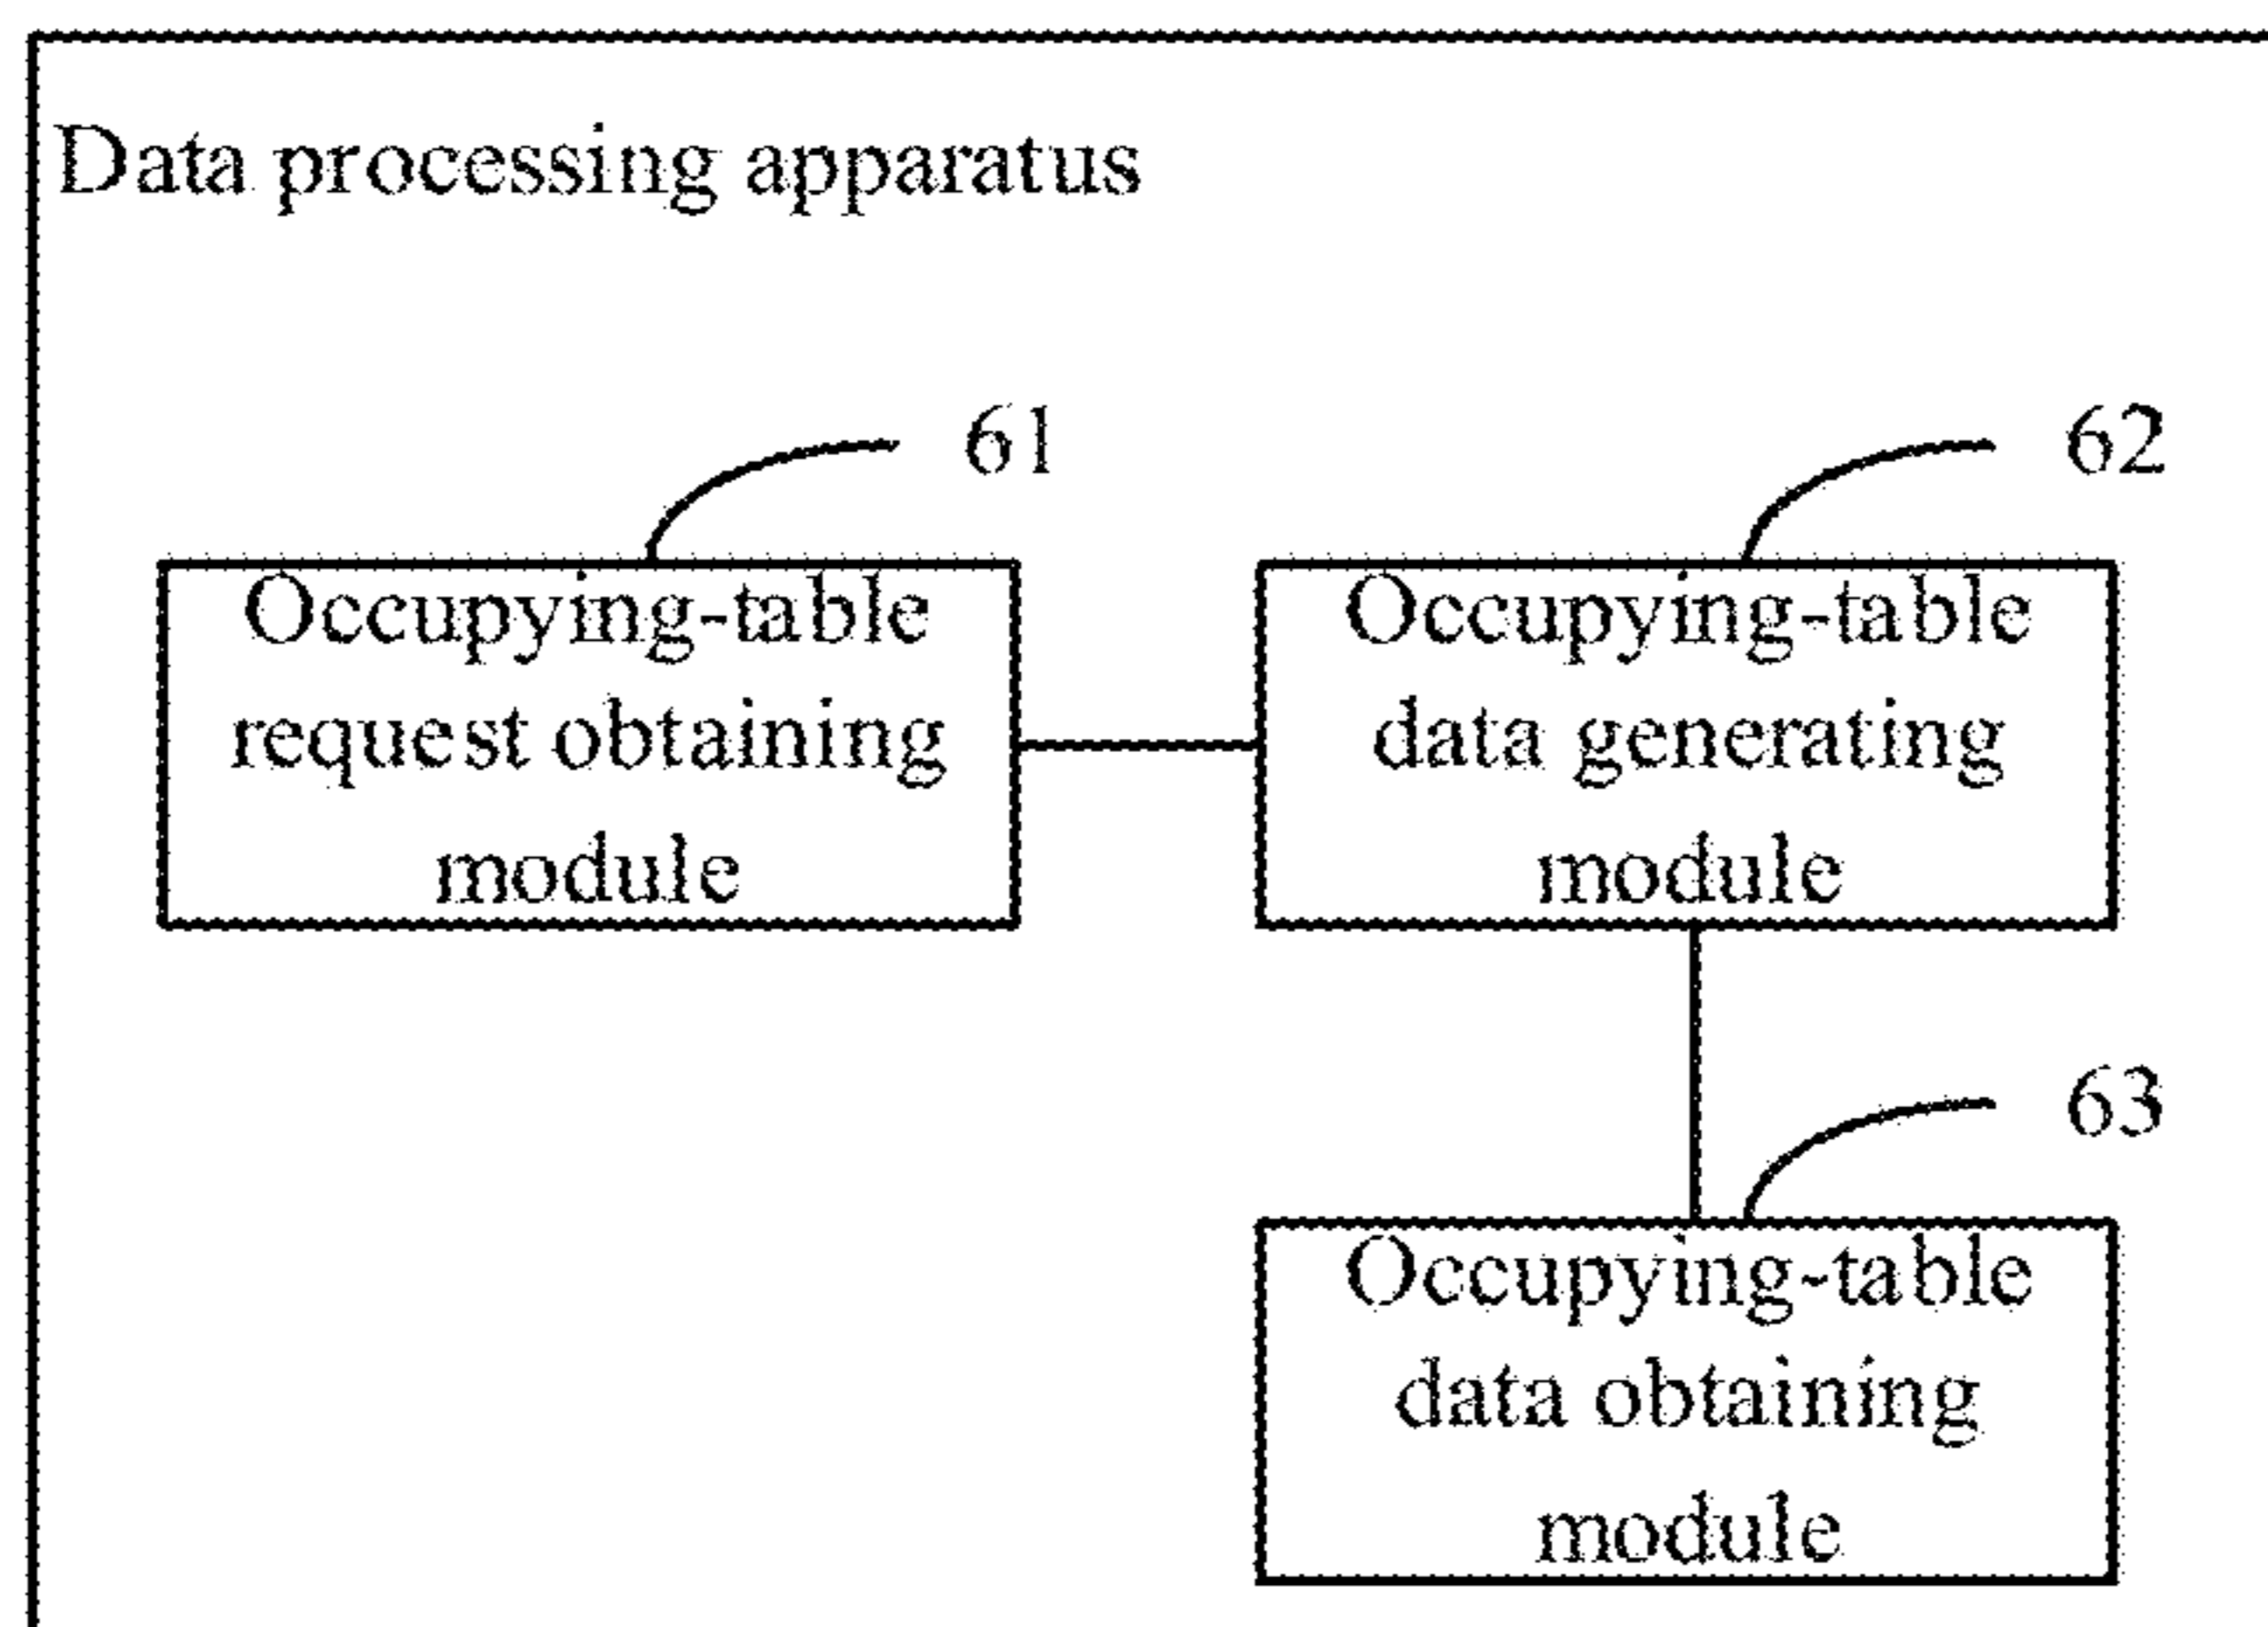 Data processing apparatus
61
62
Occupying-table
request obtaining
module
Occupying-table
data generating
module
63
Occupying-table
data obtaining
module